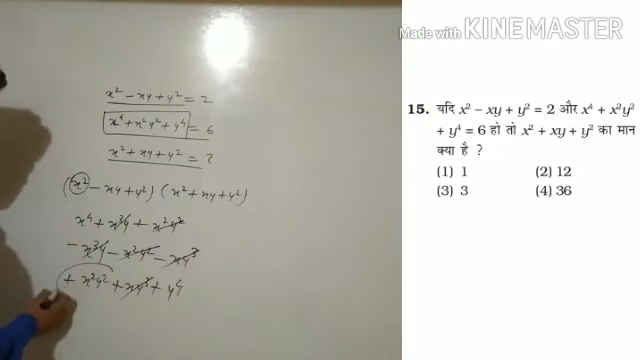 Made with KINEMASTER
x² - xy + y² = 2
x⁴ + x²y² + y⁴ = 6
x² + xy + y² = ?
(x² - xy + y²) (x² + xy + y²)
x⁴ + x³y + x²y²
- x³y - x²y² - xy³
+ x²y² + xy³ + y⁴
15. यदि x² – xy + y² = 2 और x⁴ + x²y²
+ y⁴ = 6 हो तो x² + xy + y² का मान
क्या है ?
(1) 1 (2) 12
(3) 3 (4) 36